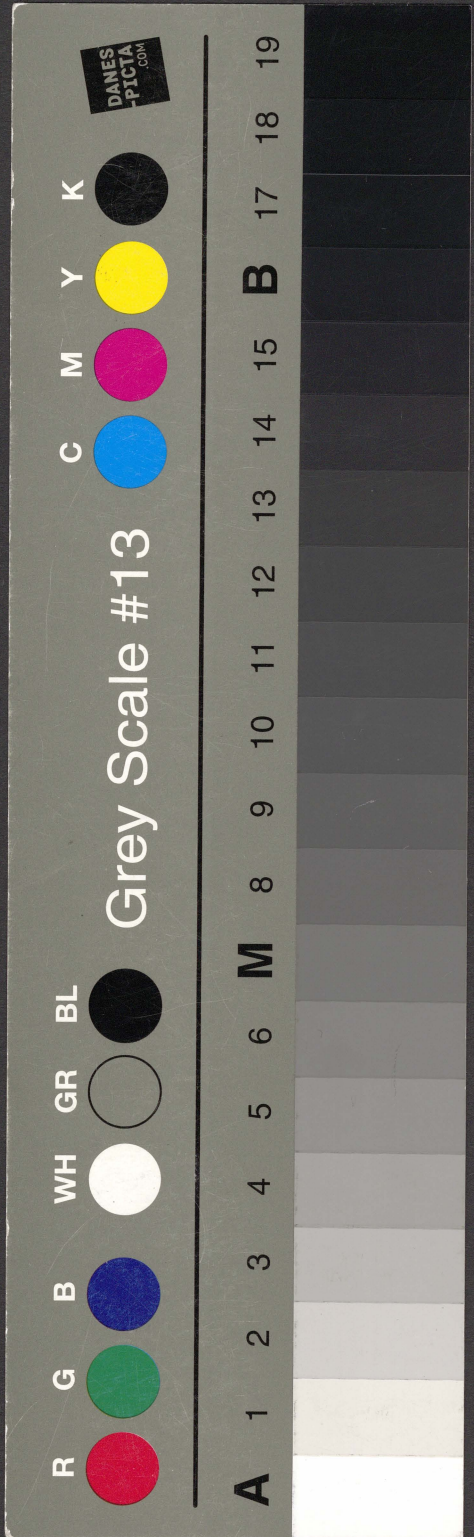 R G B WH GR BL Grey Scale #13 C M Y K
DANES
-PICTA
.COM
A 1 2 3 4 5 6 M 8 9 10 11 12 13 14 15 B 17 18 19